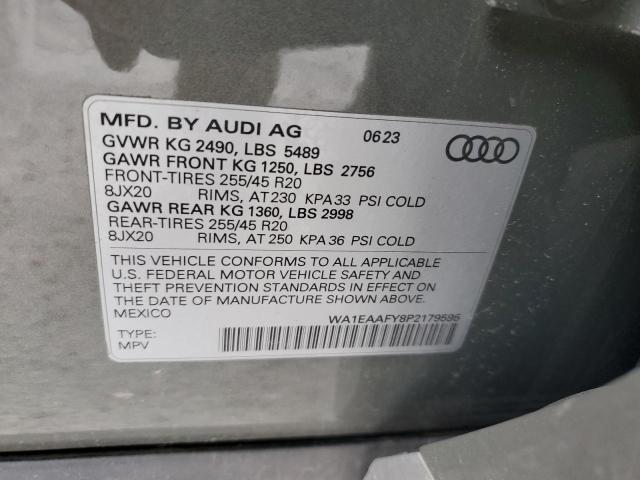 MFD. BY AUDI AG 06 23
GVWR KG 2490, LBS 5489
GAWR FRONT KG 1250, LBS 2756
FRONT-TIRES 255/45 R20
8JX20 RIMS, AT 230 KPA 33 PSI COLD
GAWR REAR KG 1360, LBS 2998
REAR-TIRES 255/45 R20
8JX20 RIMS, AT 250 KPA 36 PSI COLD
THIS VEHICLE CONFORMS TO ALL APPLICABLE
U.S. FEDERAL MOTOR VEHICLE SAFETY AND
THEFT PREVENTION STANDARDS IN EFFECT ON
THE DATE OF MANUFACTURE SHOWN ABOVE.
MEXICO WA1EAAFY8P2179595
TYPE:
MPV